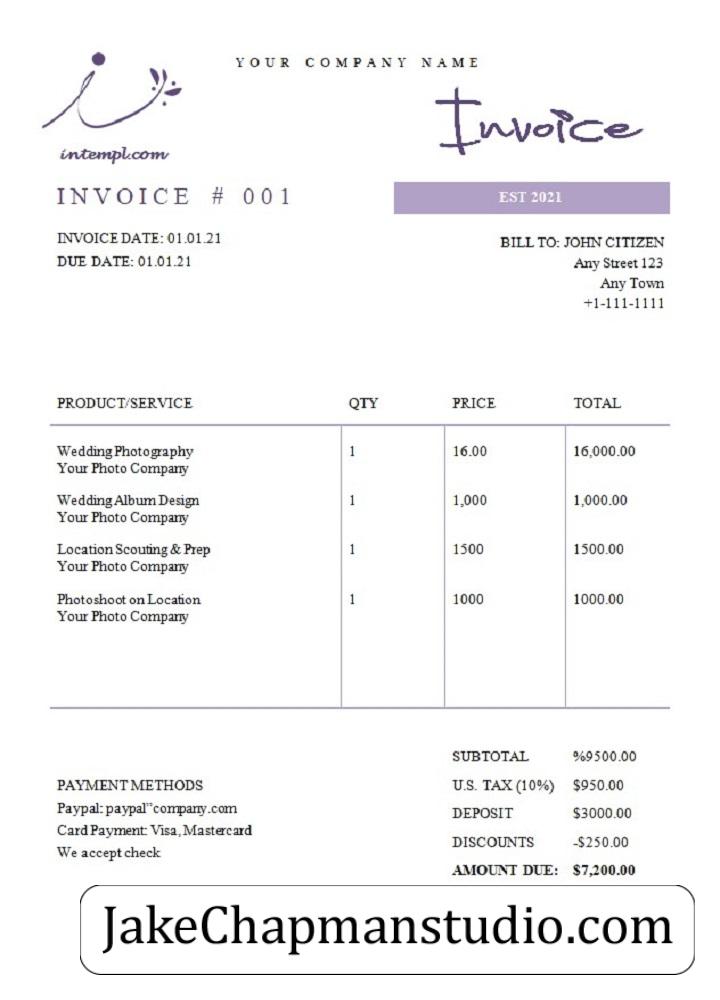 YOUR COMPANY NAME
Invoice
intempl.com
INVOICE # 001
EST 2021
INVOICE DATE: 01.01.21
DUE DATE: 01.01.21
BILL TO: JOHN CITIZEN
Any Street 123
Any Town
+1-111-1111
PRODUCT/SERVICE QTY PRICE TOTAL
Wedding Photography 1 16.00 16,000.00
Your Photo Company
Wedding Album Design 1 1,000 1,000.00
Your Photo Company
Location Scouting & Prep 1 1500 1500.00
Your Photo Company
Photoshoot on Location 1 1000 1000.00
Your Photo Company
PAYMENT METHODS
Paypal: paypal"company.com
Card Payment: Visa, Mastercard
We accept check
SUBTOTAL %9500.00
U.S. TAX (10%) $950.00
DEPOSIT $3000.00
DISCOUNTS -$250.00
AMOUNT DUE: $7,200.00
JakeChapmanstudio.com